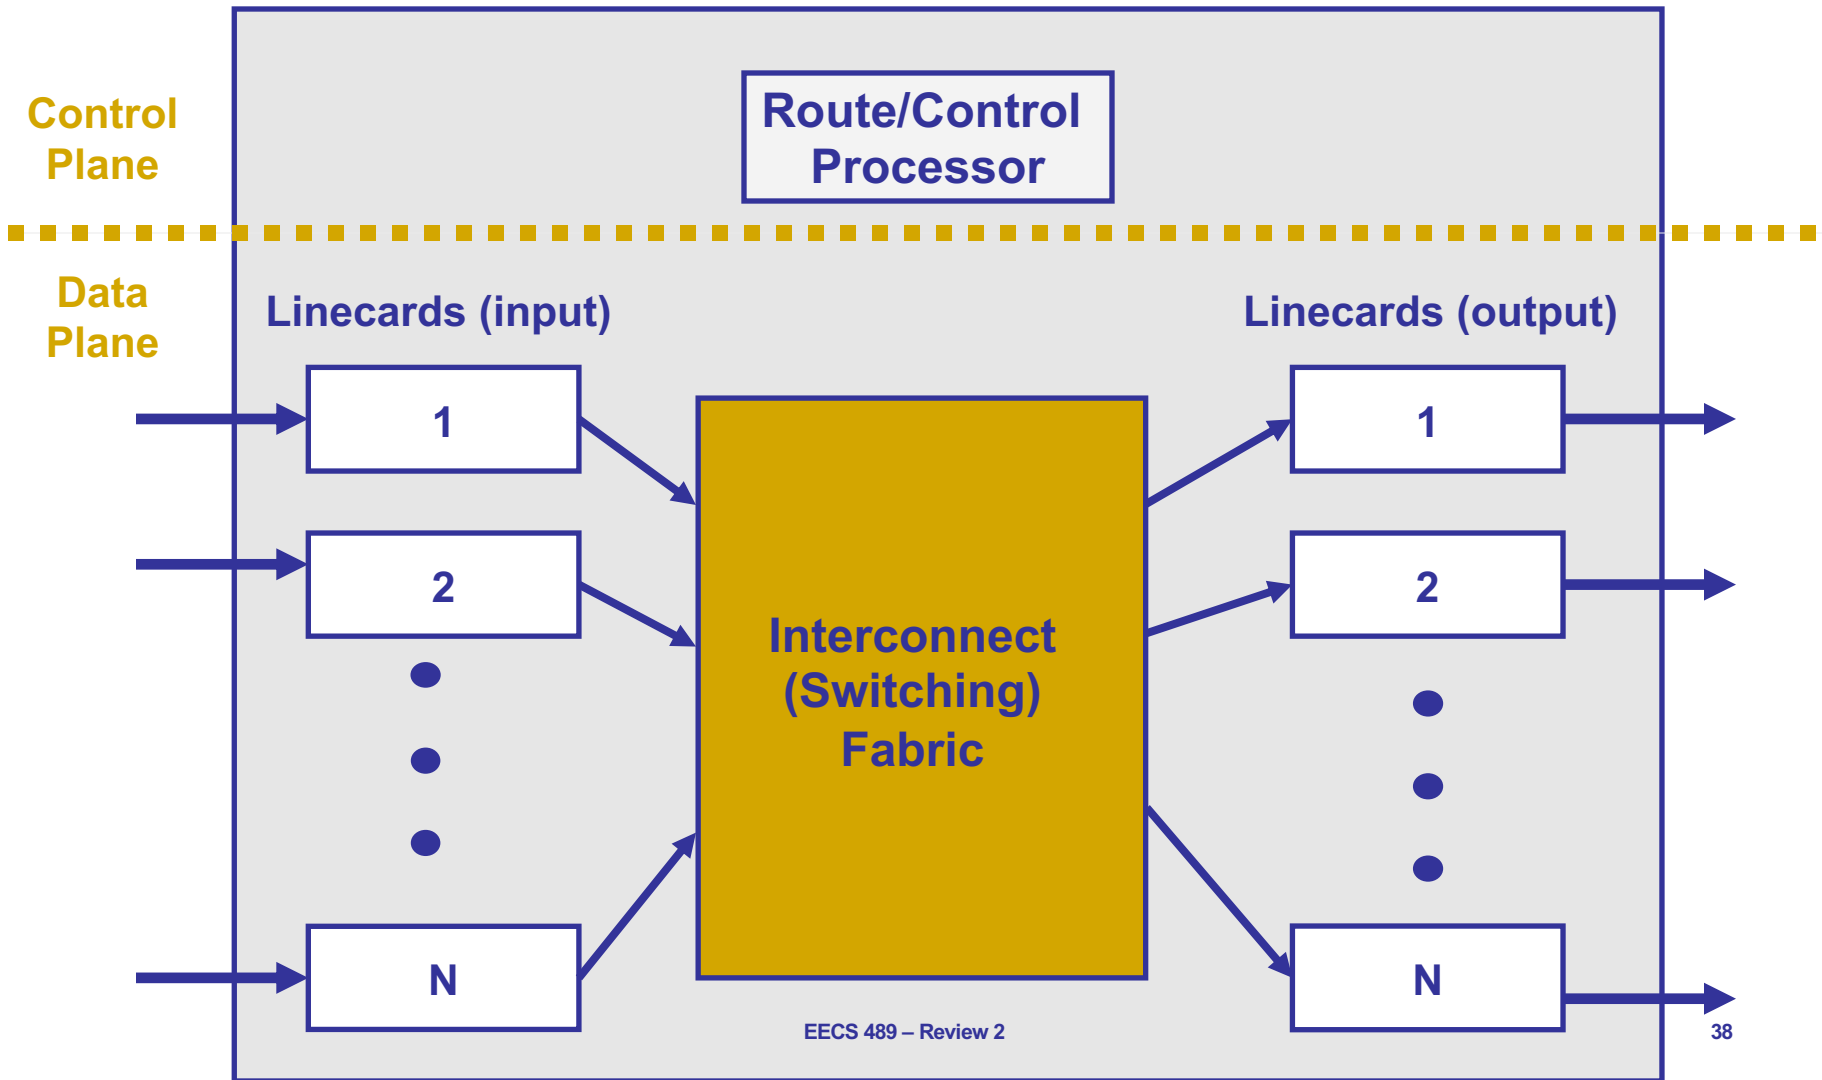 Control
Plane
Route/Control
Processor
Data
Plane
Linecards (input)
Linecards (output)
1
2
N
Interconnect
(Switching)
Fabric
1
2
N
EECS 489 – Review 2
38